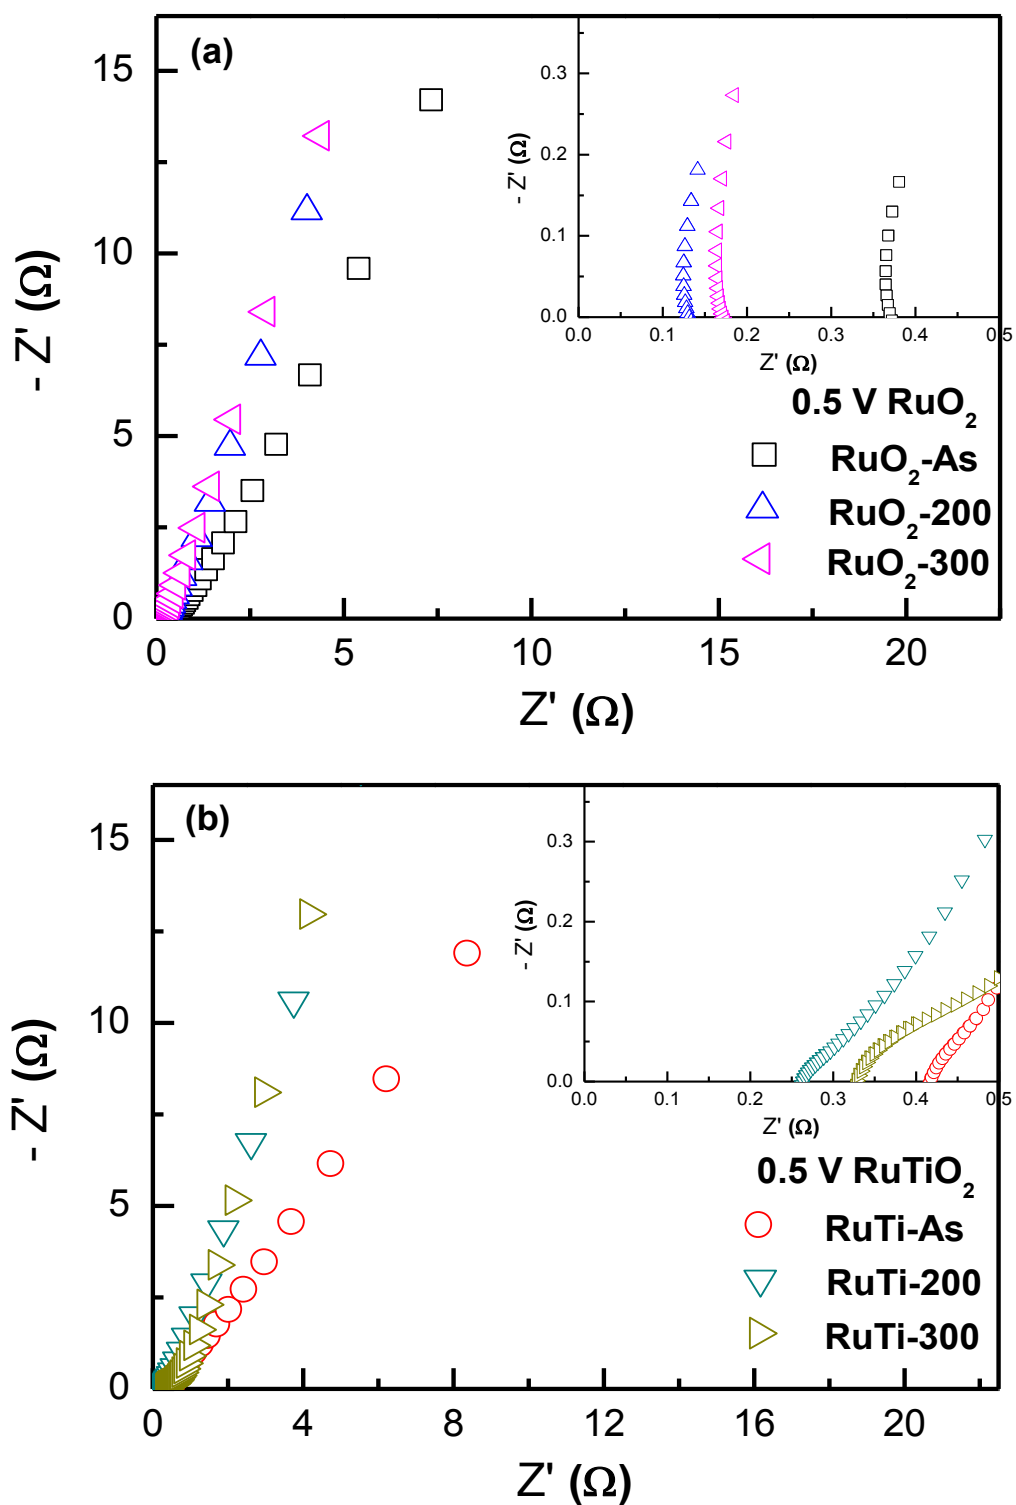 (a)
15
10
5
0
- Z' (Ω)
0 5 10 15 20
Z' (Ω)
0.3
0.2
0.1
0.0
- Z' (Ω)
0.0 0.1 0.2 0.3 0.4 0.5
Z' (Ω)
0.5 V RuO₂
RuO₂-As
RuO₂-200
RuO₂-300
(b)
15
10
5
0
- Z' (Ω)
0 4 8 12 16 20
Z' (Ω)
0.3
0.2
0.1
0.0
- Z' (Ω)
0.0 0.1 0.2 0.3 0.4 0.5
Z' (Ω)
0.5 V RuTiO₂
RuTi-As
RuTi-200
RuTi-300